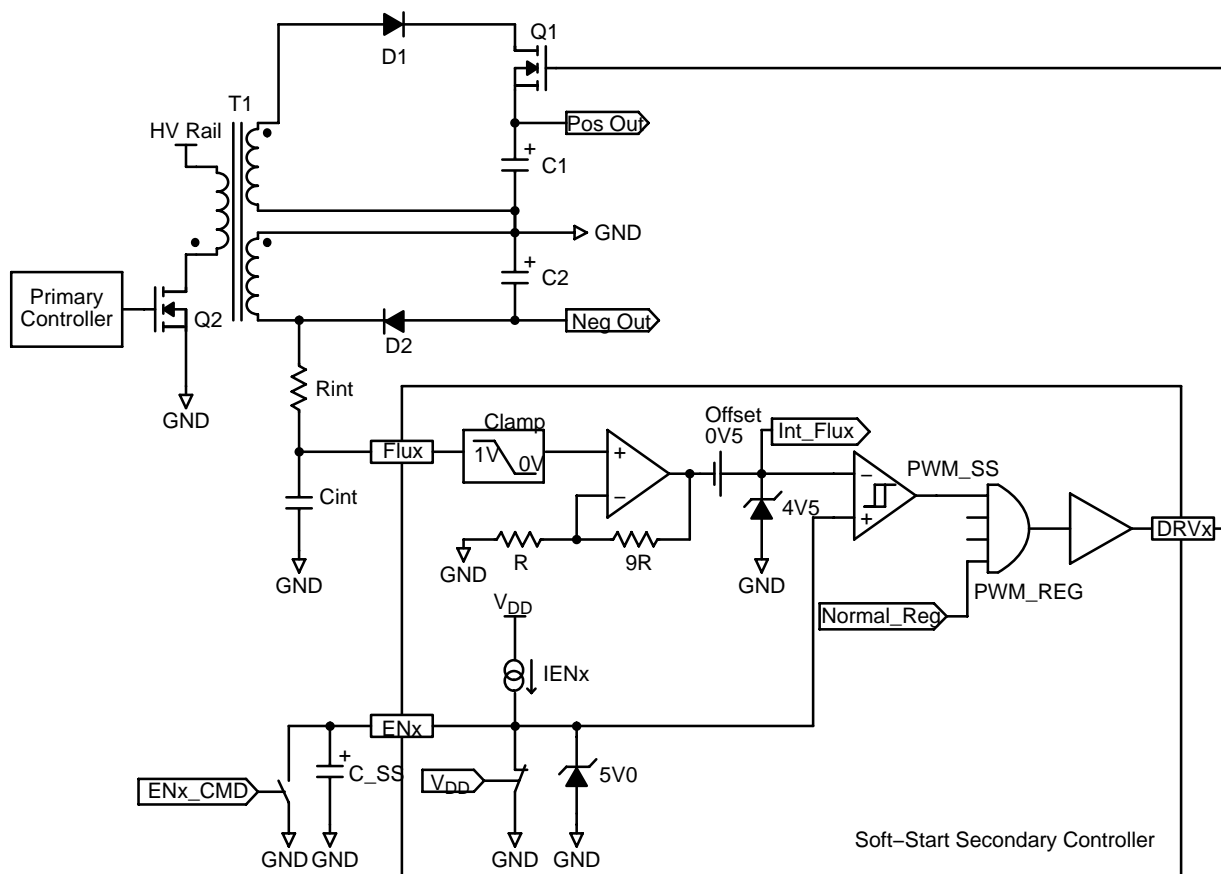 Q1
D1
T1
HV Rail
Pos Out
+
C1
GND
+
C2
Primary
Controller
Q2
Neg Out
D2
GND
Rint
Offset
0V5
Int_Flux
Clamp
Flux
1V
0V
+
−
PWM_SS
−
+
Cint
4V5
DRVx
R
9R
GND
GND
GND
PWM_REG
VDD
Normal_Reg
IENx
ENx
+
C_SS
5V0
ENx_CMD
VDD
Soft–Start Secondary Controller
GND
GND
GND
GND